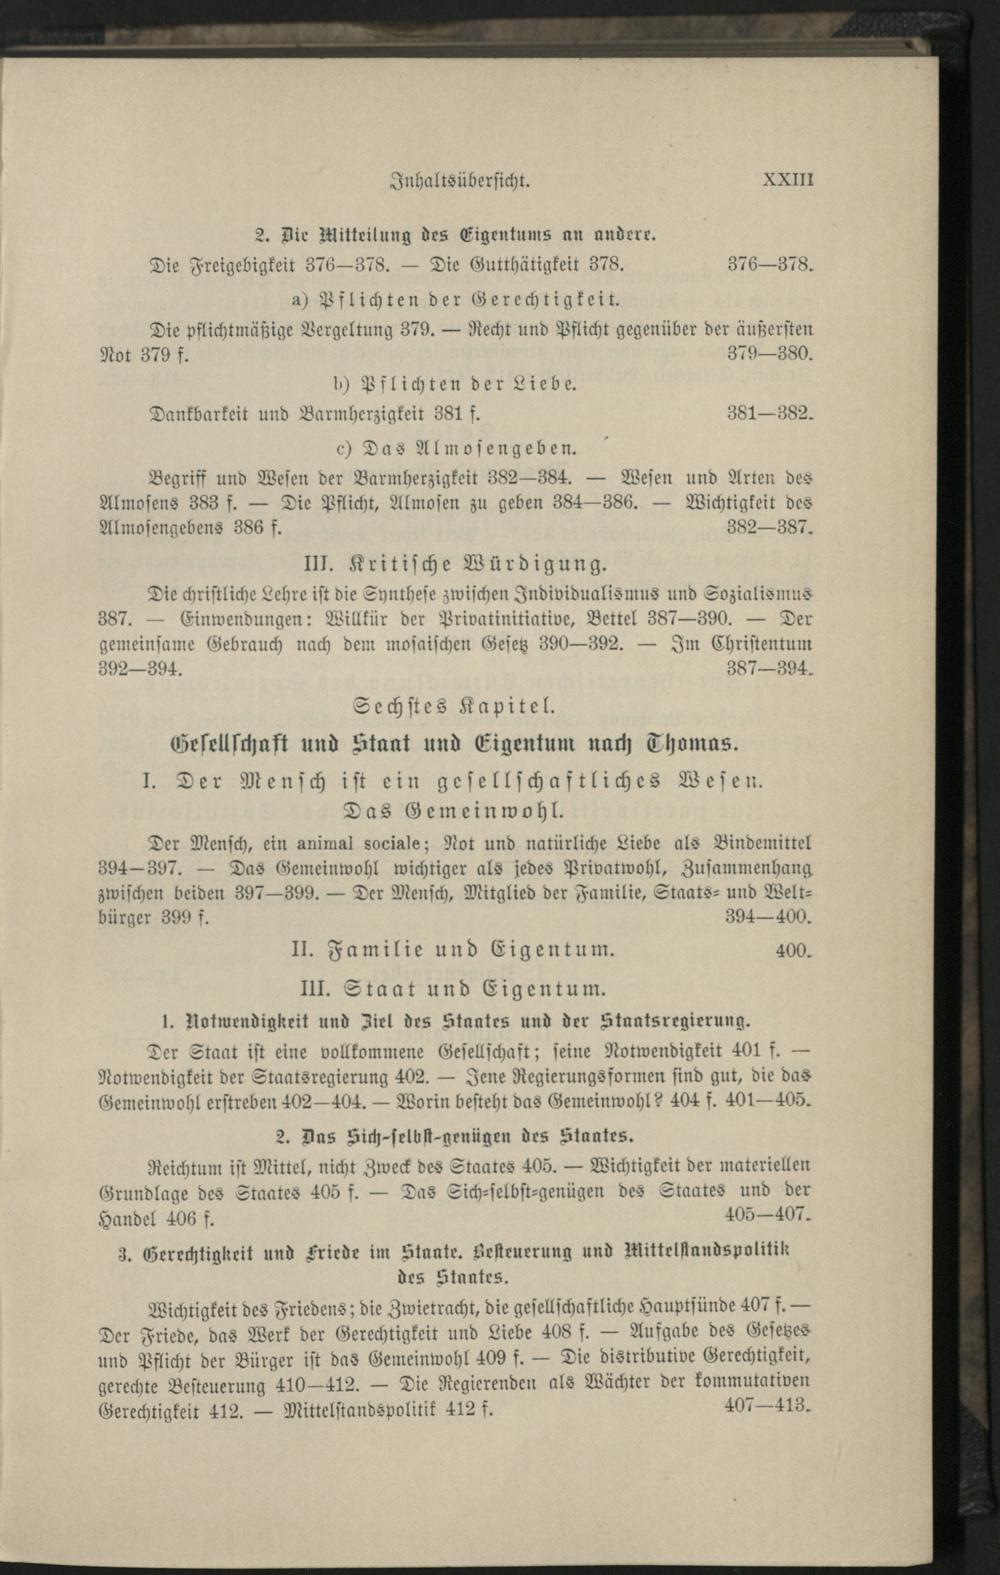 Inhaltsübersicht. XXIII
2. Die Mitteilung des Eigentums an andere.
Die Freigebigkeit 376—378. — Die Gutthätigkeit 378. 376—378.
a) Pflichten der Gerechtigkeit.
Die pflichtmäßige Vergeltung 379. — Recht und Pflicht gegenüber der äußersten
Not 379 f. 379—380.
b) Pflichten der Liebe.
Dankbarkeit und Barmherzigkeit 381 f. 381—382.
c) Das Almosengeben.
Begriff und Wesen der Barmherzigkeit 382—384. — Wesen und Arten des
Almosens 383 f. — Die Pflicht, Almosen zu geben 384—386. — Wichtigkeit des
Almosengebens 386 f. 382—387.
III. Kritische Würdigung.
Die christliche Lehre ist die Synthese zwischen Individualismus und Sozialismus
387. — Einwendungen: Willkür der Privatinitiative, Bettel 387—390. — Der
gemeinsame Gebrauch nach dem mosaischen Gesetz 390—392. — Im Christentum
392—394. 387—394.
Sechstes Kapitel.
Gesellschaft und Staat und Eigentum nach Thomas.
I. Der Mensch ist ein gesellschaftliches Wesen.
Das Gemeinwohl.
Der Mensch, ein animal sociale; Not und natürliche Liebe als Bindemittel
394—397. — Das Gemeinwohl wichtiger als jedes Privatwohl, Zusammenhang
zwischen beiden 397—399. — Der Mensch, Mitglied der Familie, Staats- und Welt-
bürger 399 f. 394—400.
II. Familie und Eigentum. 400.
III. Staat und Eigentum.
1. Notwendigkeit und Ziel des Staates und der Staatsregierung.
Der Staat ist eine vollkommene Gesellschaft; seine Notwendigkeit 401 f. —
Notwendigkeit der Staatsregierung 402. — Jene Regierungsformen sind gut, die das
Gemeinwohl erstreben 402—404. — Worin besteht das Gemeinwohl? 404 f. 401—405.
2. Das Sich-selbst-genügen des Staates.
Reichtum ist Mittel, nicht Zweck des Staates 405. — Wichtigkeit der materiellen
Grundlage des Staates 405 f. — Das Sich-selbst-genügen des Staates und der
Handel 406 f. 405—407.
3. Gerechtigkeit und Friede im Staate. Besteuerung und Mittelstandspolitik
des Staates.
Wichtigkeit des Friedens; die Zwietracht, die gesellschaftliche Hauptsünde 407 f. —
Der Friede, das Werk der Gerechtigkeit und Liebe 408 f. — Aufgabe des Gesetzes
und Pflicht der Bürger ist das Gemeinwohl 409 f. — Die distributive Gerechtigkeit,
gerechte Besteuerung 410—412. — Die Regierenden als Wächter der kommutativen
Gerechtigkeit 412. — Mittelstandspolitik 412 f. 407—413.